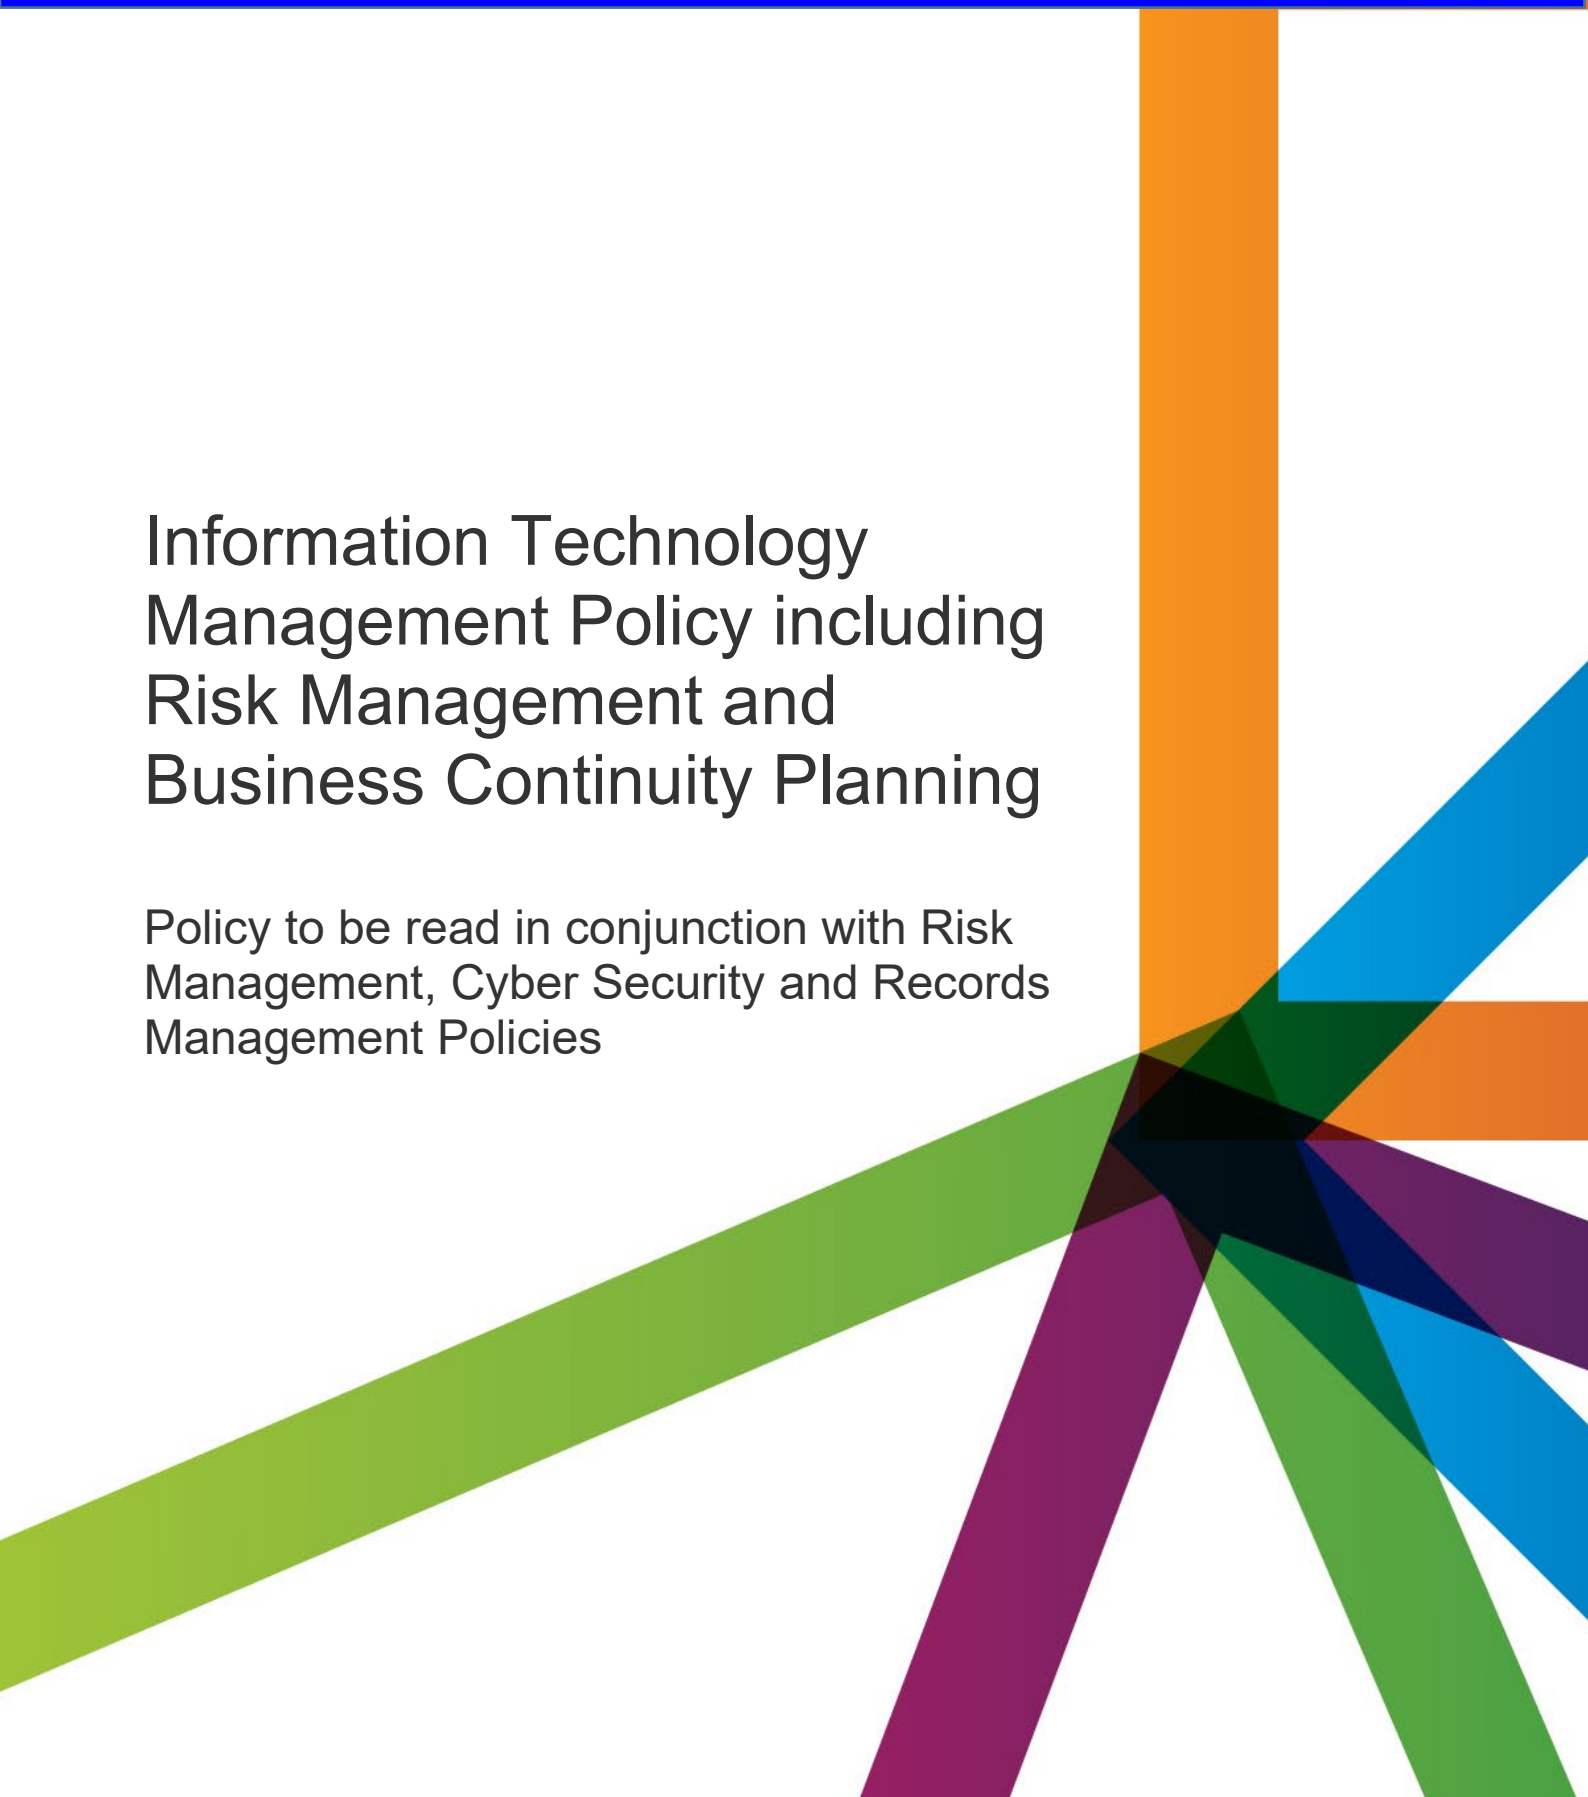 Information Technology
Management Policy including
Risk Management and
Business Continuity Planning
Policy to be read in conjunction with Risk
Management, Cyber Security and Records
Management Policies